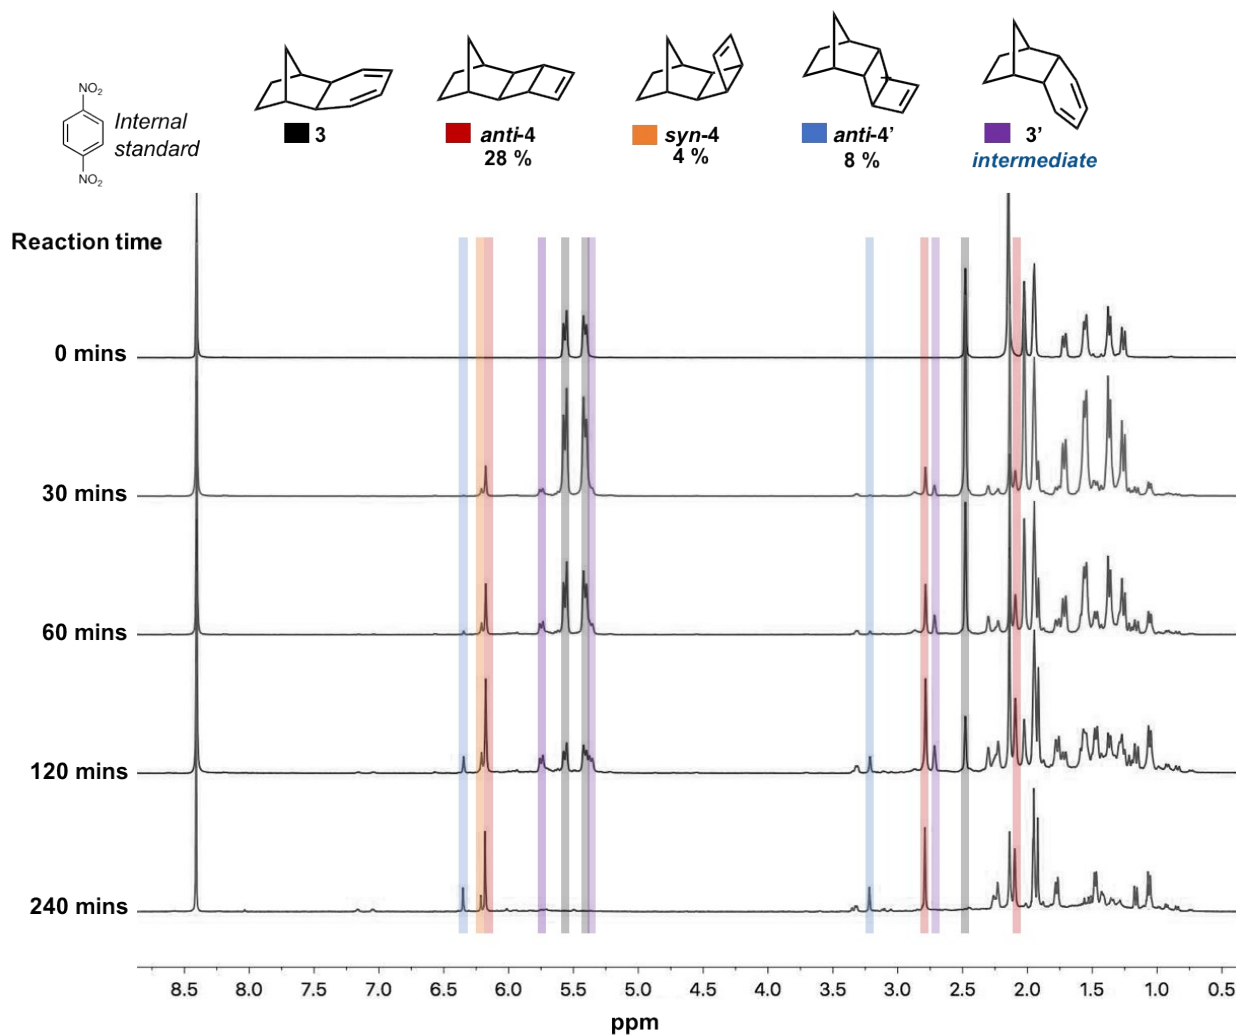 NO₂
NO₂
Internal
standard
3
anti-4
28 %
syn-4
4 %
anti-4’
8 %
3’
intermediate
Reaction time
0 mins
30 mins
60 mins
120 mins
240 mins
8.5 8.0 7.5 7.0 6.5 6.0 5.5 5.0 4.5 4.0 3.5 3.0 2.5 2.0 1.5 1.0 0.5
ppm